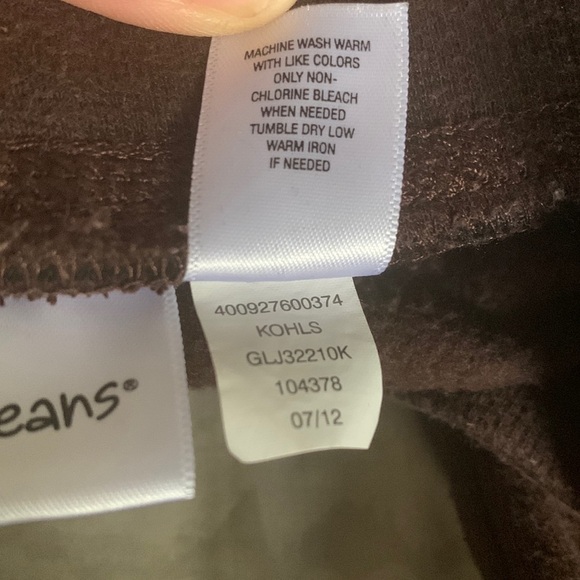 MACHINE WASH WARM
WITH LIKE COLORS
ONLY NON-
CHLORINE BLEACH
WHEN NEEDED
TUMBLE DRY LOW
WARM IRON
IF NEEDED
400927600374
KOHLS
GLJ32210K
104378
07/12
eans®